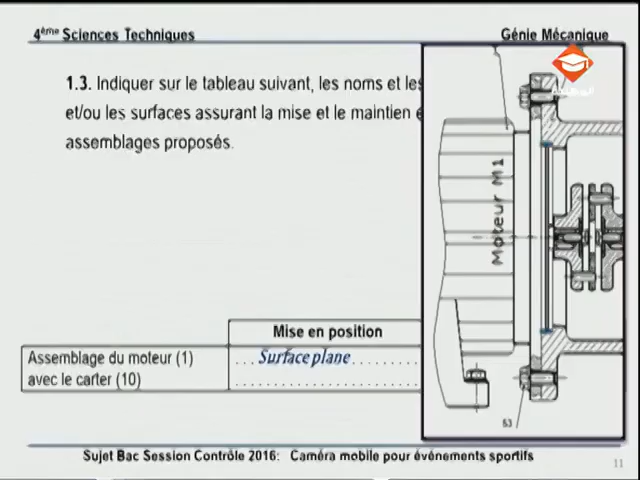 4ème Sciences Techniques
Génie Mécanique
1.3. Indiquer sur le tableau suivant, les noms et les
et/ou les surfaces assurant la mise et le maintien e
assemblages proposés.
Moteur M1
53
Mise en position
Assemblage du moteur (1)
avec le carter (10)
... Surface plane ........
Sujet Bac Session Contrôle 2016: Caméra mobile pour événements sportifs
11